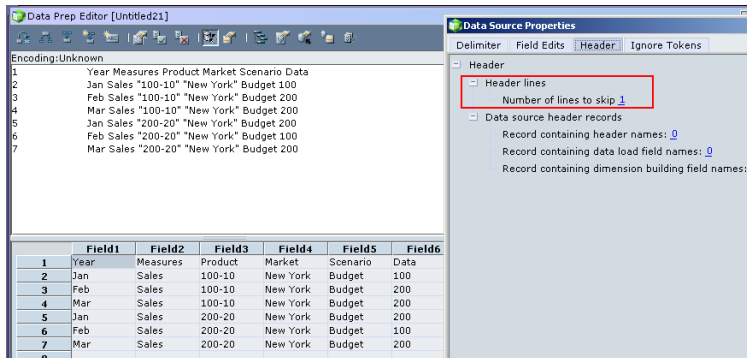 Data Prep Editor [Untitled21]
Encoding:Unknown
1 Year Measures Product Market Scenario Data
2 Jan Sales "100-10" "New York" Budget 100
3 Feb Sales "100-10" "New York" Budget 200
4 Mar Sales "100-10" "New York" Budget 200
5 Jan Sales "200-20" "New York" Budget 200
6 Feb Sales "200-20" "New York" Budget 100
7 Mar Sales "200-20" "New York" Budget 200
Field1 Field2 Field3 Field4 Field5 Field6
1 Year Measures Product Market Scenario Data
2 Jan Sales 100-10 New York Budget 100
3 Feb Sales 100-10 New York Budget 200
4 Mar Sales 100-10 New York Budget 200
5 Jan Sales 200-20 New York Budget 200
6 Feb Sales 200-20 New York Budget 100
7 Mar Sales 200-20 New York Budget 200
Data Source Properties
Delimiter Field Edits Header Ignore Tokens
Header
Header lines
Number of lines to skip 1
Data source header records
Record containing header names: 0
Record containing data load field names: 0
Record containing dimension building field names: